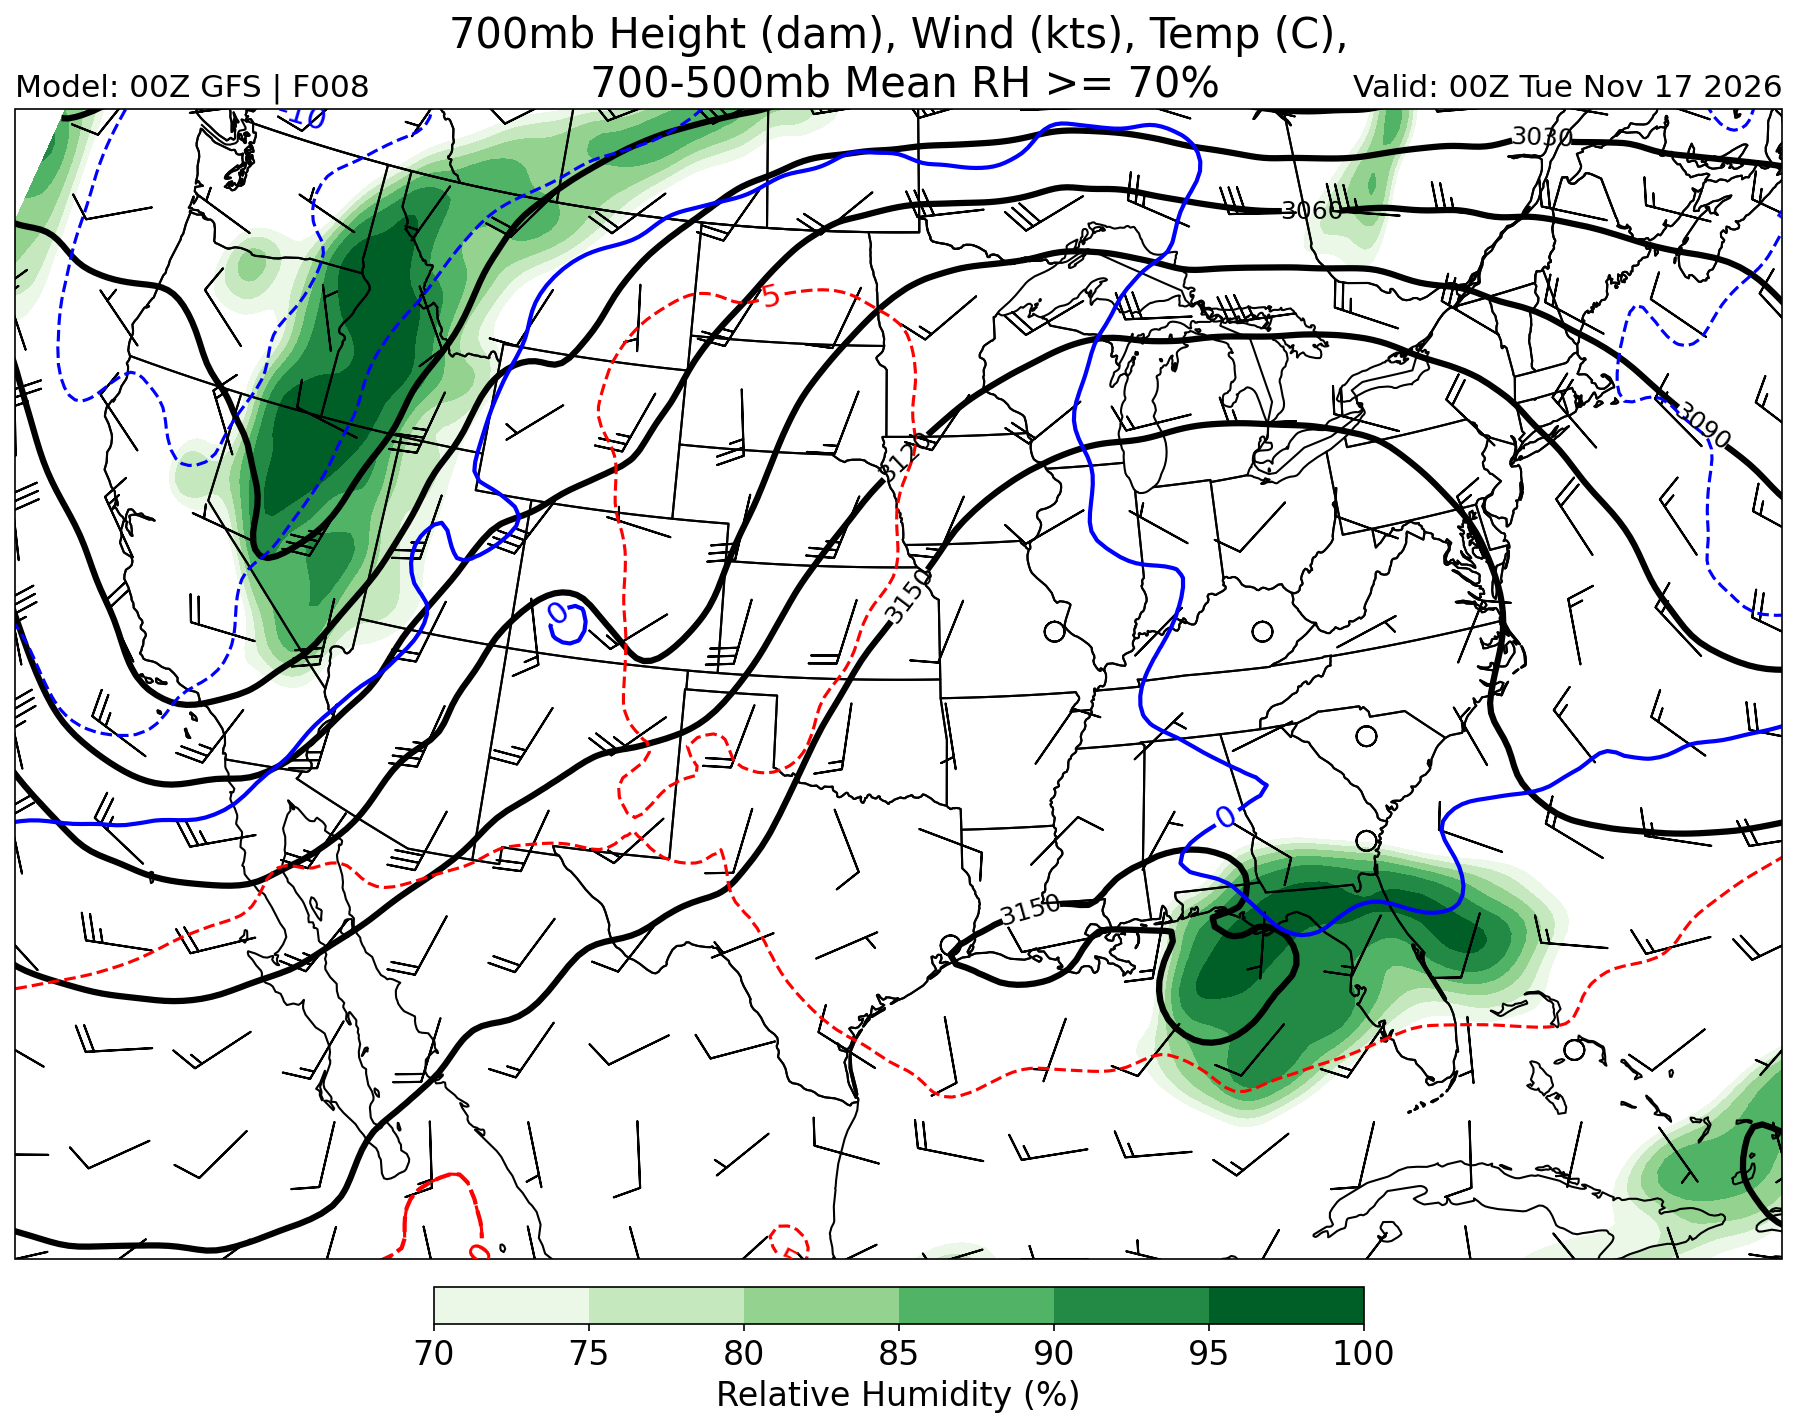 700mb Height (dam), Wind (kts), Temp (C),
700-500mb Mean RH >= 70%
Model: 00Z GFS | F008
Valid: 00Z Tue Nov 17 2026
3030
3060
5
3090
3120
3150
0
0
3150
70 75 80 85 90 95 100
Relative Humidity (%)